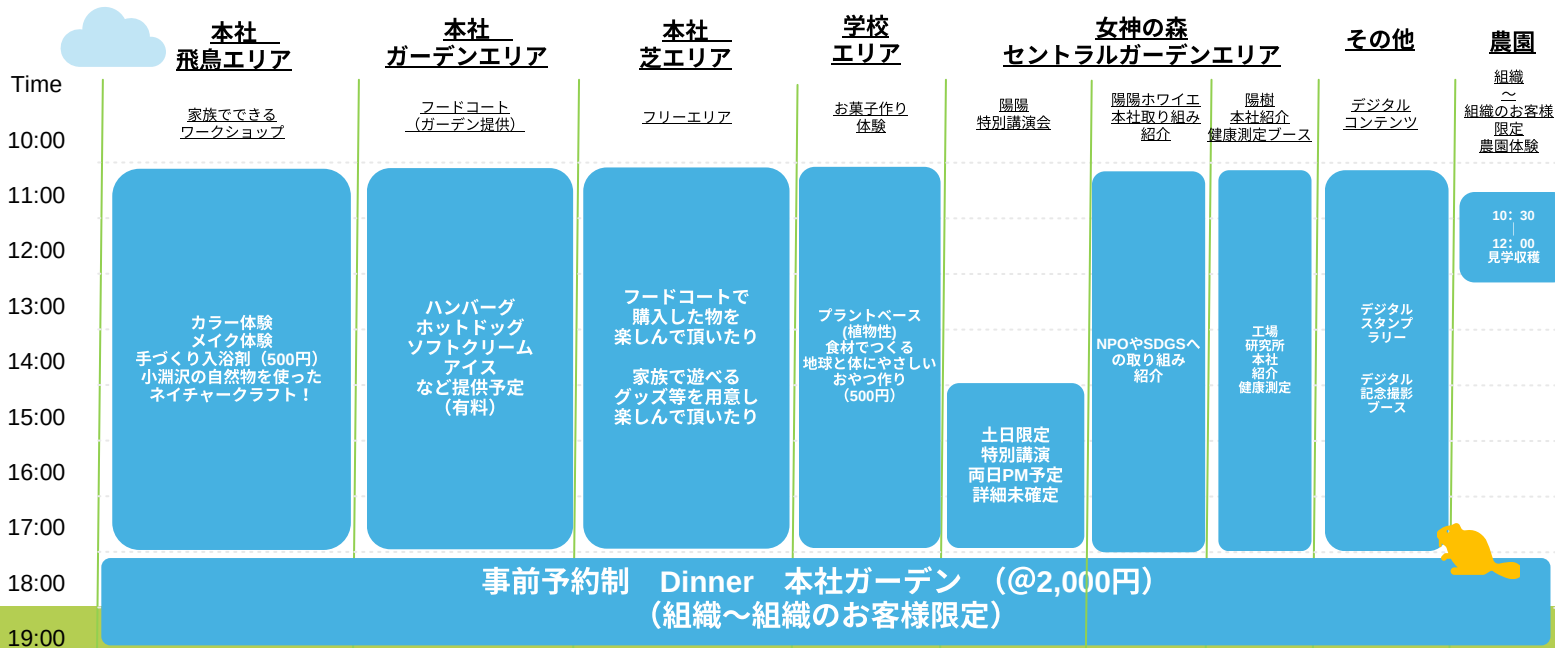 本社
飛鳥エリア
本社
ガーデンエリア
本社
芝エリア
学校
エリア
女神の森
セントラルガーデンエリア
その他
農園
Time
家族でできる
ワークショップ
フードコート
（ガーデン提供）
フリーエリア
お菓子作り
体験
陽陽
特別講演会
陽陽ホワイエ
本社取り組み
紹介
陽樹
本社紹介
健康測定ブース
デジタル
コンテンツ
組織
～
組織のお客様
限定
農園体験
10:00
11:00
12:00
13:00
14:00
15:00
16:00
17:00
18:00
19:00
カラー体験
メイク体験
手づくり入浴剤（500円）
小淵沢の自然物を使った
ネイチャークラフト！
ハンバーグ
ホットドッグ
ソフトクリーム
アイス
など提供予定
（有料）
フードコートで
購入した物を
楽しんで頂いたり
家族で遊べる
グッズ等を用意し
楽しんで頂いたり
プラントベース
(植物性)
食材でつくる
地球と体にやさしい
おやつ作り
（500円）
土日限定
特別講演
両日PM予定
詳細未確定
NPOやSDGSへ
の取り組み
紹介
工場
研究所
本社
紹介
健康測定
デジタル
スタンプ
ラリー
デジタル
記念撮影
ブース
10：30
｜
12：00
見学収穫
事前予約制　Dinner　本社ガーデン　（＠2,000円）
（組織～組織のお客様限定）